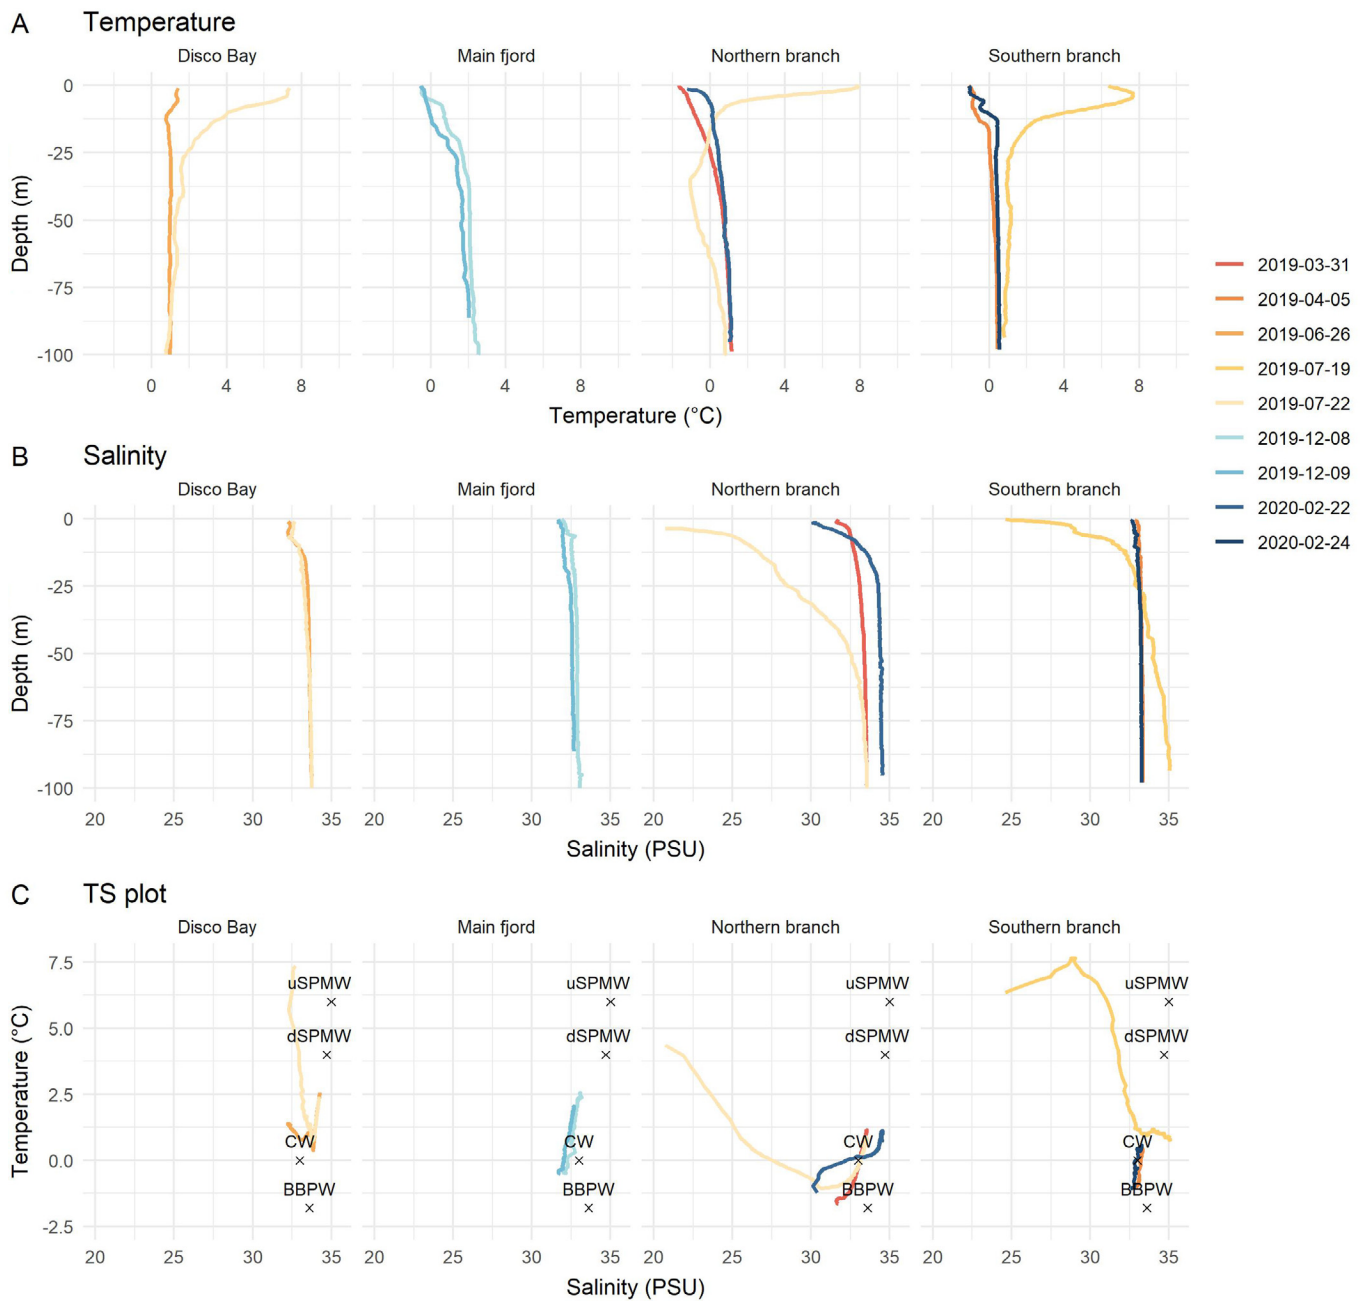 A Temperature
Disco Bay Main fjord Northern branch Southern branch
0
-25
-50
-75
-100
Depth (m)
0 4 8 0 4 8 0 4 8 0 4 8
Temperature (°C)
2019-03-31
2019-04-05
2019-06-26
2019-07-19
2019-07-22
2019-12-08
2019-12-09
2020-02-22
2020-02-24
B Salinity
Disco Bay Main fjord Northern branch Southern branch
0
-25
-50
-75
-100
Depth (m)
20 25 30 35 20 25 30 35 20 25 30 35 20 25 30 35
Salinity (PSU)
C TS plot
Disco Bay Main fjord Northern branch Southern branch
7.5
5.0
2.5
0.0
-2.5
Temperature (°C)
uSPMW uSPMW uSPMW uSPMW
dSPMW dSPMW dSPMW dSPMW
CW CW CW CW
BBPW BBPW BBPW BBPW
20 25 30 35 20 25 30 35 20 25 30 35 20 25 30 35
Salinity (PSU)